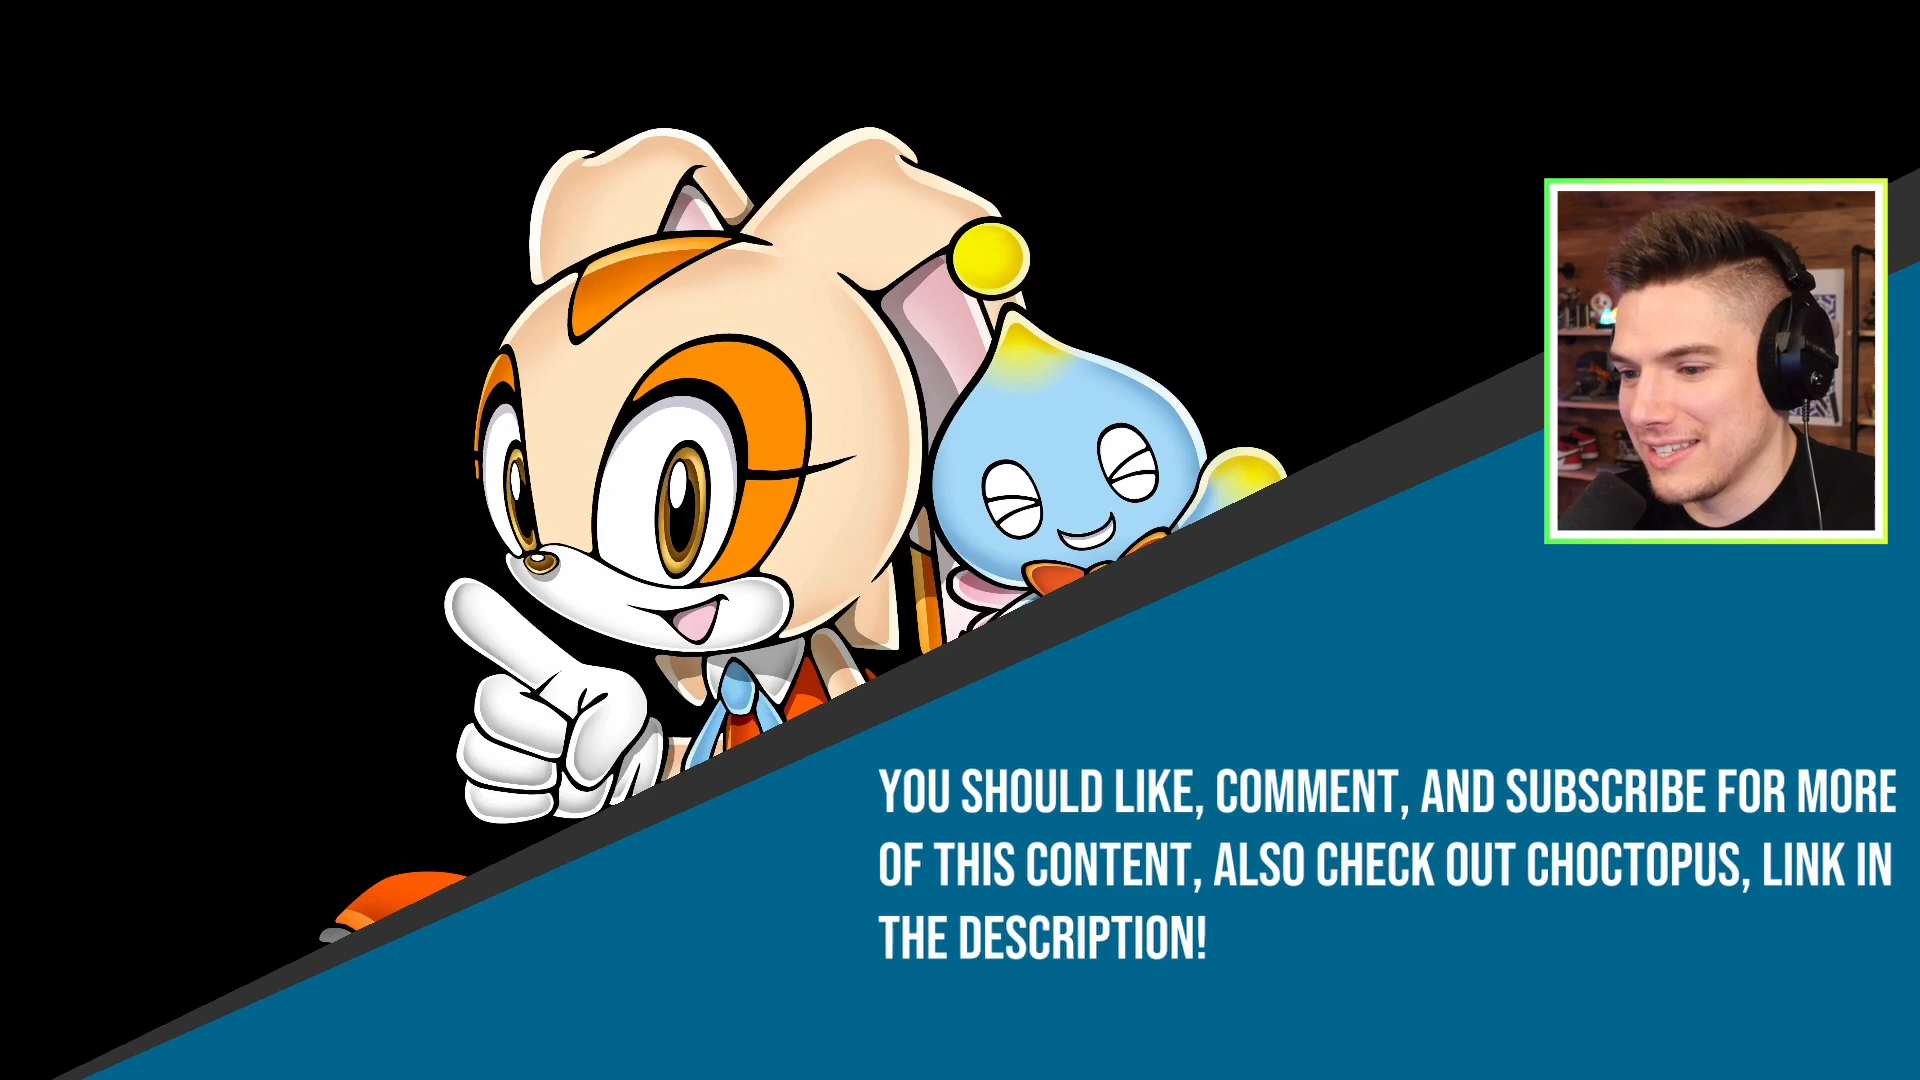 YOU SHOULD LIKE, COMMENT, AND SUBSCRIBE FOR MORE
OF THIS CONTENT, ALSO CHECK OUT CHOCTOPUS, LINK IN
THE DESCRIPTION!